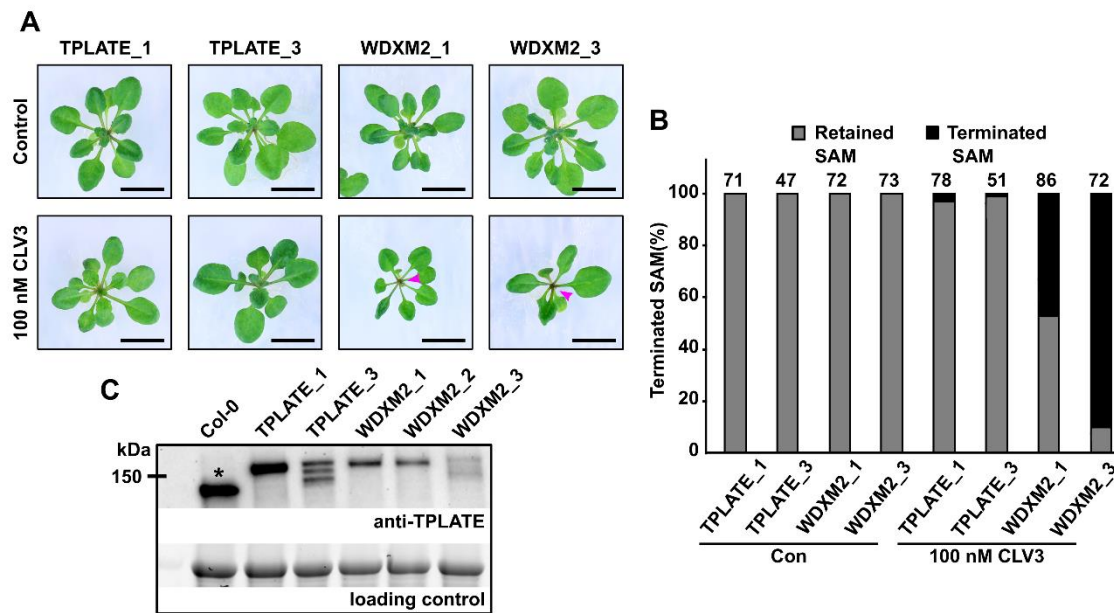 A
TPLATE_1 TPLATE_3 WDXM2_1 WDXM2_3
Control
100 nM CLV3
B
Retained SAM Terminated SAM
71 47 72 73 78 51 86 72
Terminated SAM(%)
100
80
60
40
20
0
TPLATE_1 TPLATE_3 WDXM2_1 WDXM2_3 TPLATE_1 TPLATE_3 WDXM2_1 WDXM2_3
Con 100 nM CLV3
C
Col-0 TPLATE_1 TPLATE_3 WDXM2_1 WDXM2_2 WDXM2_3
kDa
150
*
anti-TPLATE
loading control